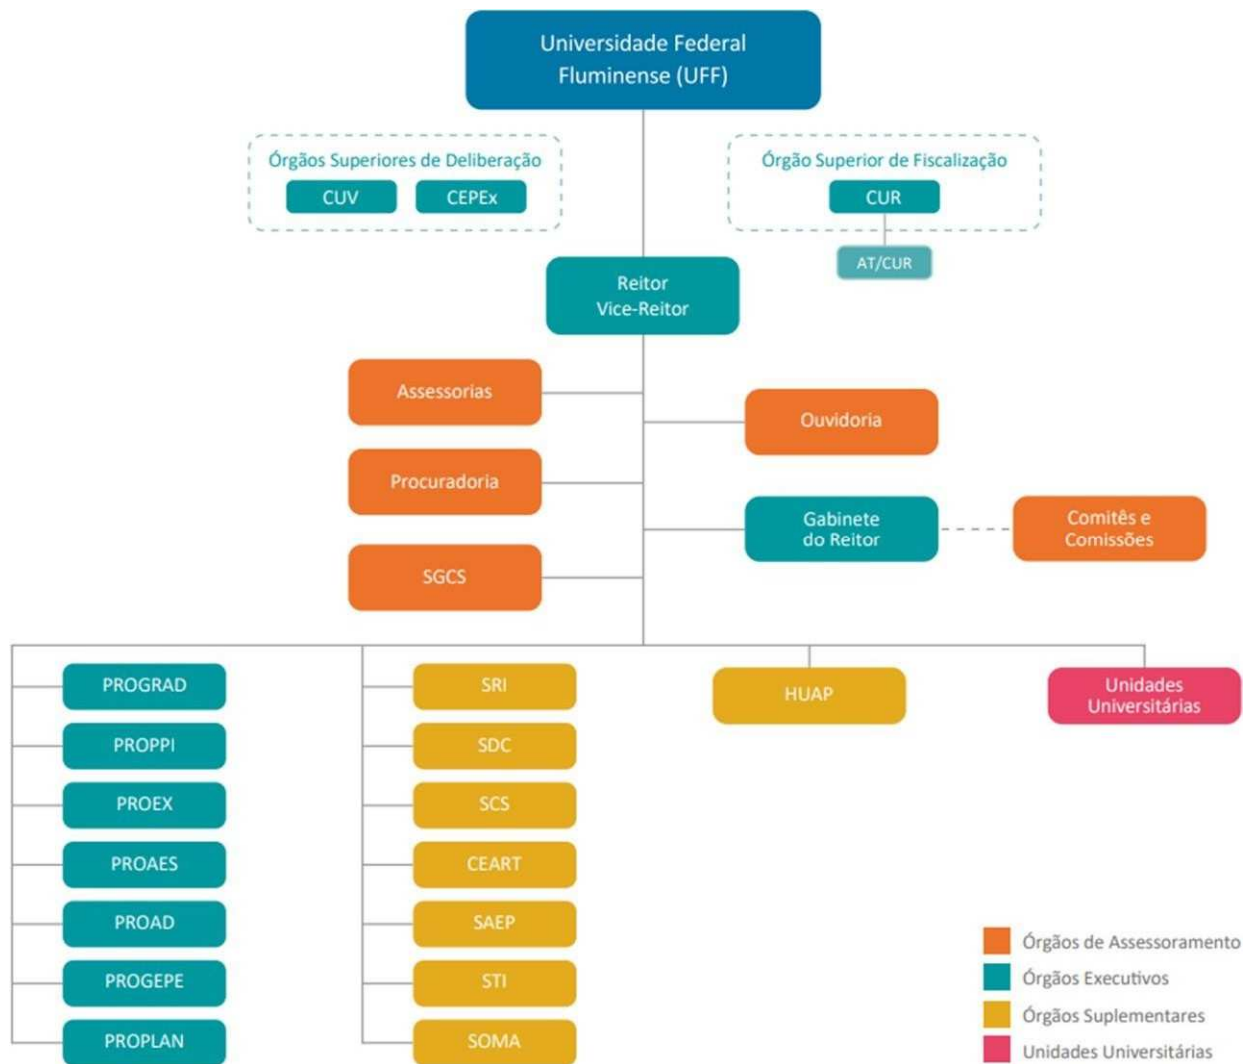 Universidade Federal
Fluminense (UFF)
Órgãos Superiores de Deliberação
CUV
CEPEx
Órgão Superior de Fiscalização
CUR
AT/CUR
Reitor
Vice-Reitor
Assessorias
Ouvidoria
Procuradoria
Gabinete
do Reitor
Comitês e
Comissões
SGCS
PROGRAD
PROPPI
PROEX
PROAES
PROAD
PROGEPE
PROPLAN
SRI
SDC
SCS
CEART
SAEP
STI
SOMA
HUAP
Unidades
Universitárias
Órgãos de Assessoramento
Órgãos Executivos
Órgãos Suplementares
Unidades Universitárias